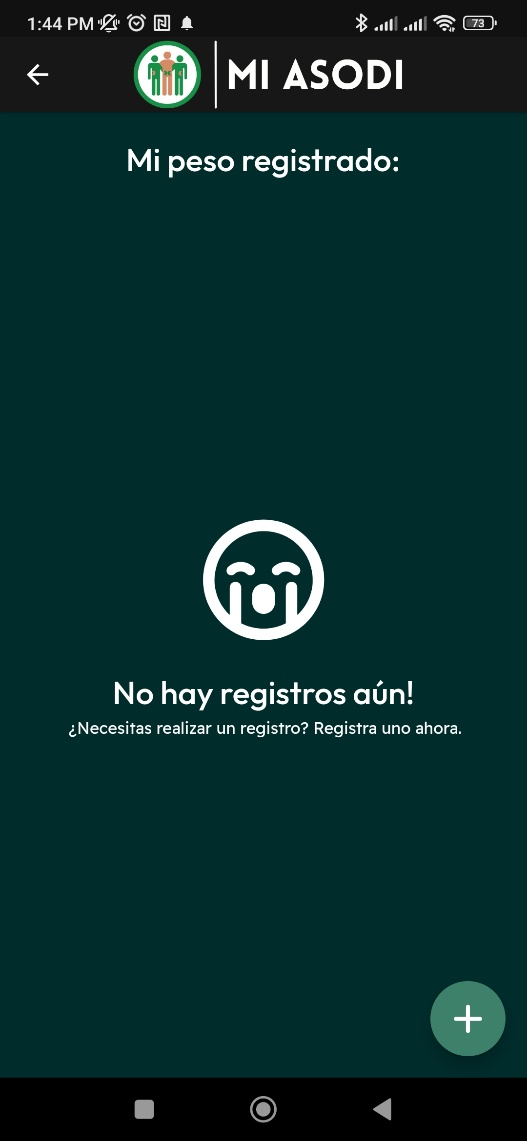 1:44 PM
73
MI ASODI
Mi peso registrado:
No hay registros aún!
¿Necesitas realizar un registro? Registra uno ahora.